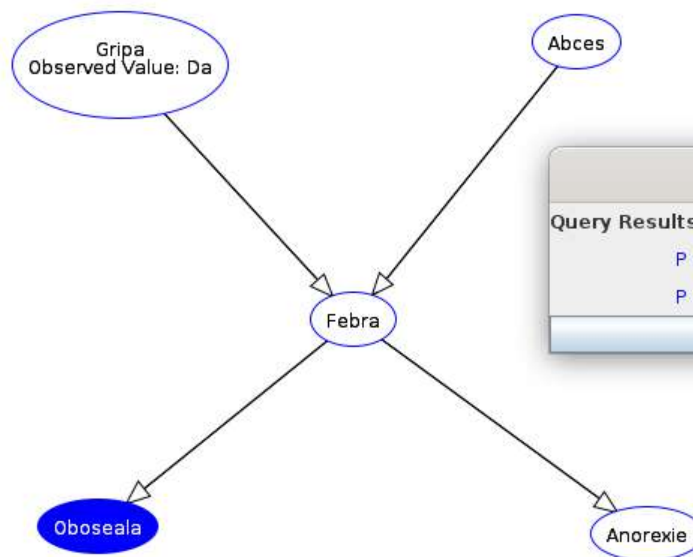 Gripa
Observed Value: Da
Abces
Query Results
P
P
Febra
Oboseala
Anorexie